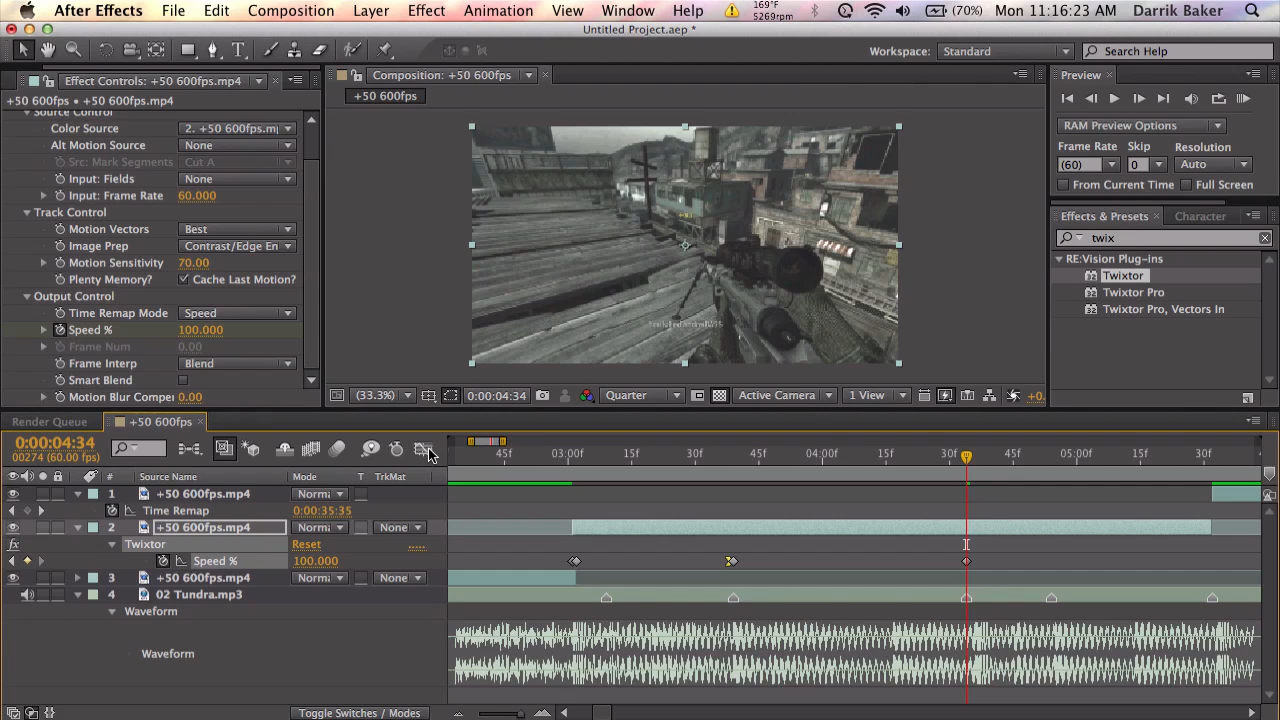 After Effects File Edit Composition Layer Effect Animation View Window Help 169°F 5269rpm (70%) Mon 11:16:23 AM Darrik Baker
Untitled Project.aep *
Workspace: Standard Search Help
Effect Controls: +50 600fps.mp4 Composition: +50 600fps Preview
+50 600fps • +50 600fps.mp4 +50 600fps
Source Control
Color Source 2. +50 600fps.m
RAM Preview Options
Alt Motion Source None
Frame Rate Skip Resolution
Src: Mark Segments Cut A
(60) 0 Auto
Input: Fields None
From Current Time Full Screen
Input: Frame Rate 60.000
Track Control
Effects & Presets Character
Motion Vectors Best
twix
Image Prep Contrast/Edge En
RE:Vision Plug-ins
Motion Sensitivity 70.00
Twixtor
Plenty Memory? Cache Last Motion?
Twixtor Pro
Output Control
Twixtor Pro, Vectors In
Time Remap Mode Speed
Speed % 100.000
Frame Num 0.00
Frame Interp Blend
Smart Blend
Motion Blur Comper 0.00
(33.3%) 0:00:04:34 Quarter Active Camera 1 View +0.
Render Queue +50 600fps
0:00:04:34
00274 (60.00 fps)
45f 03:00f 15f 30f 45f 04:00f 15f 30f 45f 05:00f 15f 30f
# Source Name Mode T TrkMat
1 +50 600fps.mp4 Norma
Time Remap 0:00:35:35
2 +50 600fps.mp4 Norma None
fx Twixtor Reset .....
Speed % 100.000
3 +50 600fps.mp4 Norma None
4 02 Tundra.mp3
Waveform
Waveform
Toggle Switches / Modes